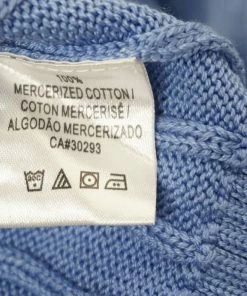 100%
MERCERIZED COTTON /
COTON MERCERISÉ /
ALGODÃO MERCERIZADO
CA#30293